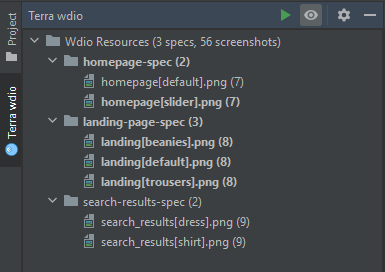 Terra wdio
Project
Terra wdio
Wdio Resources (3 specs, 56 screenshots)
homepage-spec (2)
homepage[default].png (7)
homepage[slider].png (7)
landing-page-spec (3)
landing[beanies].png (8)
landing[default].png (8)
landing[trousers].png (8)
search-results-spec (2)
search_results[dress].png (9)
search_results[shirt].png (9)